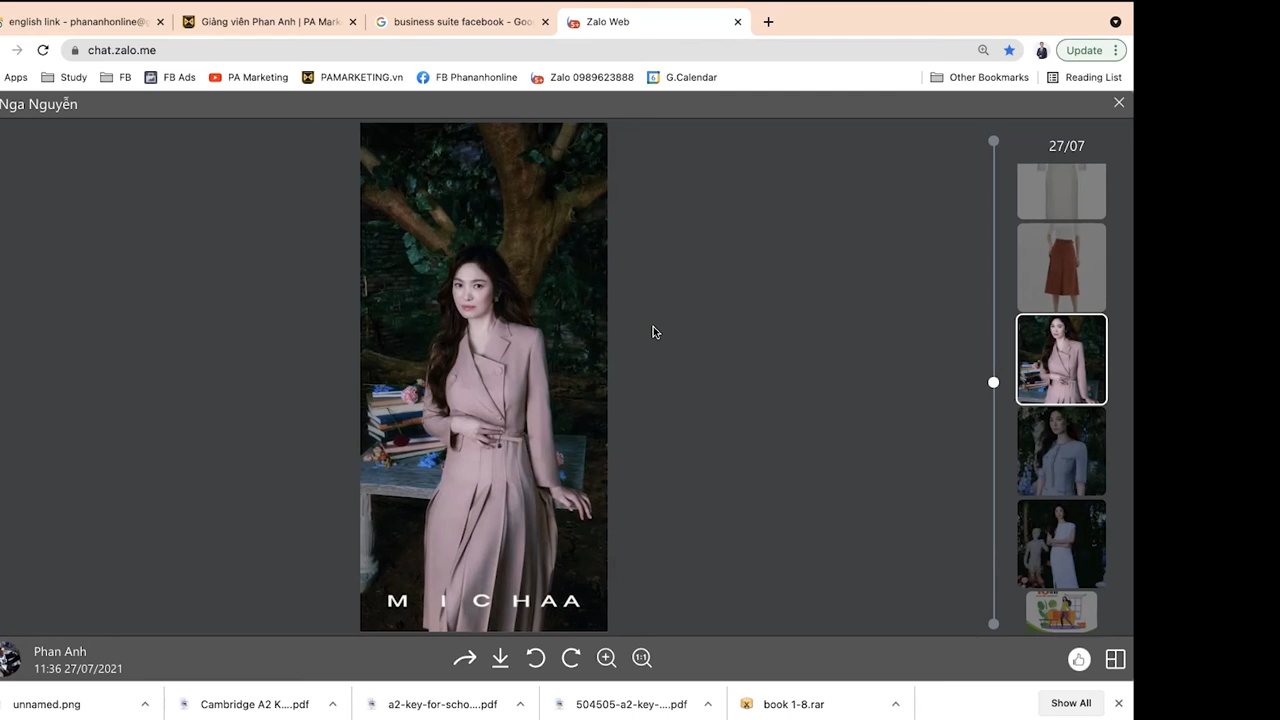 english link - phananhonline@g
Giảng viên Phan Anh | PA Mark
business suite facebook - Goo
Zalo Web
chat.zalo.me
Update
Apps
Study
FB
FB Ads
PA Marketing
PAMARKETING.vn
FB Phananhonline
Zalo 0989623888
G.Calendar
Other Bookmarks
Reading List
Nga Nguyễn
27/07
M I C HAA
Phan Anh
11:36 27/07/2021
1:1
unnamed.png
Cambridge A2 K....pdf
a2-key-for-scho....pdf
504505-a2-key-....pdf
book 1-8.rar
Show All